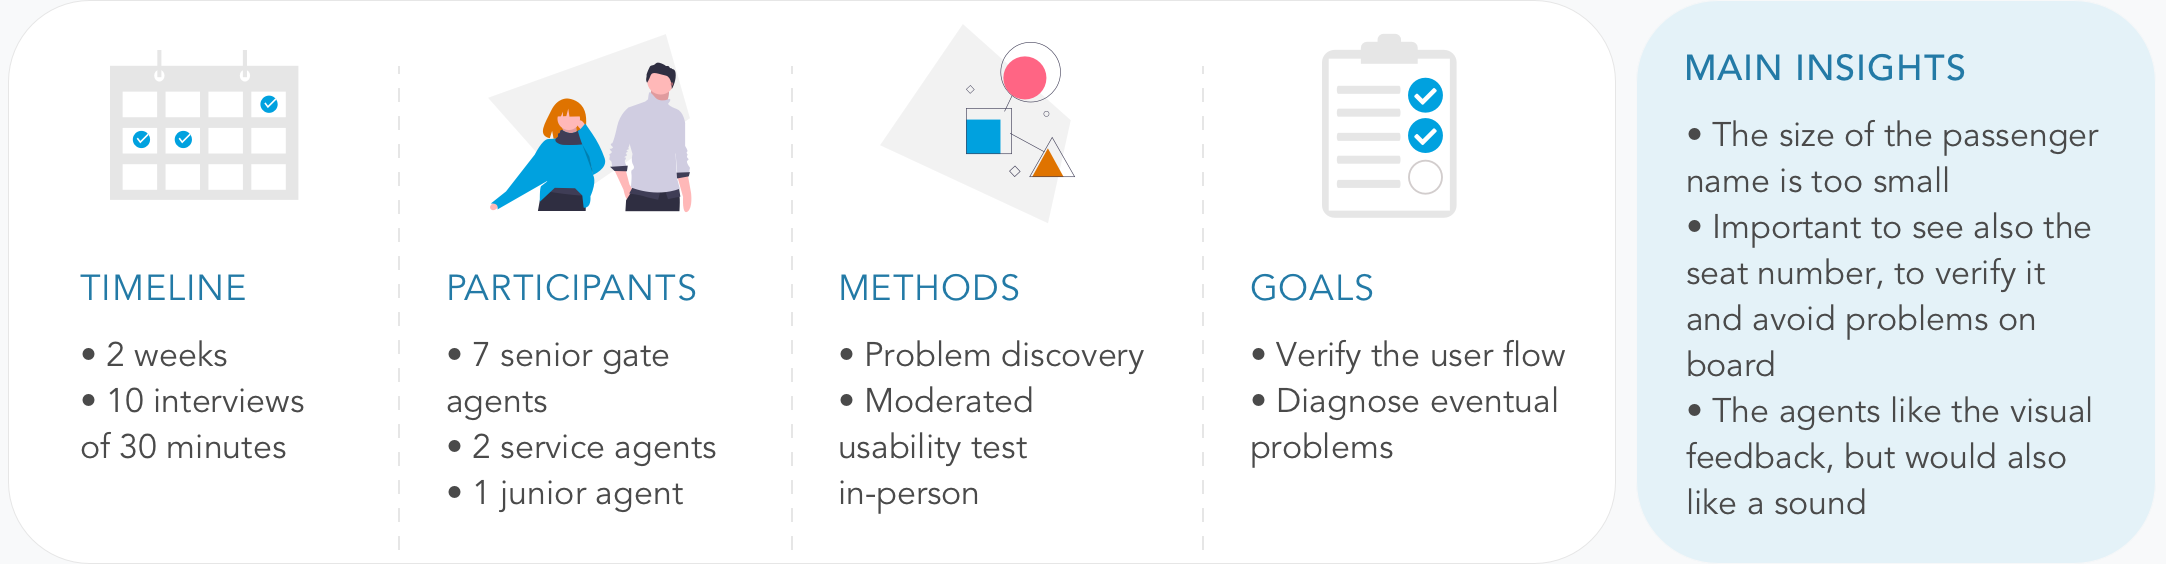 TIMELINE
• 2 weeks
• 10 interviews
of 30 minutes
PARTICIPANTS
• 7 senior gate
agents
• 2 service agents
• 1 junior agent
METHODS
• Problem discovery
• Moderated
usability test
in-person
GOALS
• Verify the user flow
• Diagnose eventual
problems
MAIN INSIGHTS
• The size of the passenger
name is too small
• Important to see also the
seat number, to verify it
and avoid problems on
board
• The agents like the visual
feedback, but would also
like a sound